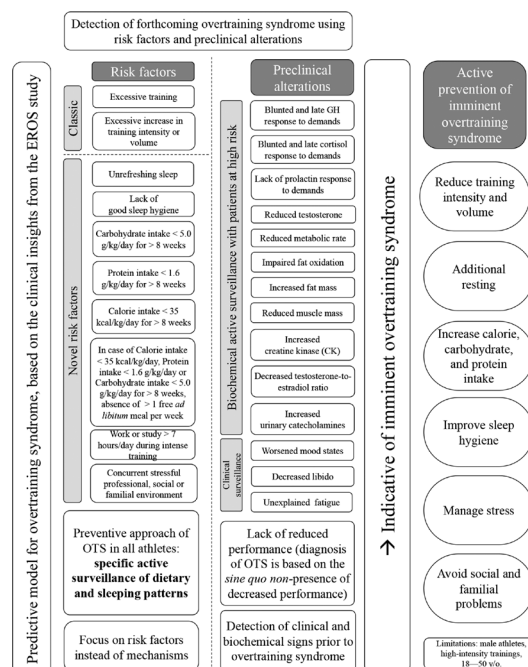 Detection of forthcoming overtraining syndrome using
risk factors and preclinical alterations
Predictive model for overtraining syndrome, based on the clinical insights from the EROS study
Risk factors
Classic
Excessive training
Excessive increase in
training intensity or
volume
Novel risk factors
Unrefreshing sleep
Lack of
good sleep hygiene
Carbohydrate intake < 5.0
g/kg/day for > 8 weeks
Protein intake < 1.6
g/kg/day for > 8 weeks
Calorie intake < 35
kcal/kg/day for > 8 weeks
In case of Calorie intake
< 35 kcal/kg/day, Protein
intake < 1.6 g/kg/day or
Carbohydrate intake < 5.0
g/kg/day for > 8 weeks,
absence of > 1 free ad
libitum meal per week
Work or study > 7
hours/day during intense
training
Concurrent stressful
professional, social or
familial environment
Preventive approach of
OTS in all athletes:
specific active
surveillance of dietary
and sleeping patterns
Focus on risk factors
instead of mechanisms
Preclinical
alterations
Biochemical active surveillance with patients at high risk
Blunted and late GH
response to demands
Blunted and late cortisol
response to demands
Lack of prolactin response
to demands
Reduced testosterone
Reduced metabolic rate
Impaired fat oxidation
Increased fat mass
Reduced muscle mass
Increased
creatine kinase (CK)
Decreased testosterone-to-
estradiol ratio
Increased
urinary catecholamines
Clinical
surveillance
Worsened mood states
Decreased libido
Unexplained fatigue
Lack of reduced
performance (diagnosis
of OTS is based on the
sine quo non-presence of
decreased performance)
Detection of clinical and
biochemical signs prior to
overtraining syndrome
→ Indicative of imminent overtraining syndrome
Active
prevention of
imminent
overtraining
syndrome
Reduce training
intensity and
volume
Additional
resting
Increase calorie,
carbohydrate,
and protein
intake
Improve sleep
hygiene
Manage stress
Avoid social and
familial
problems
Limitations: male athletes,
high-intensity trainings,
18—50 y/o.